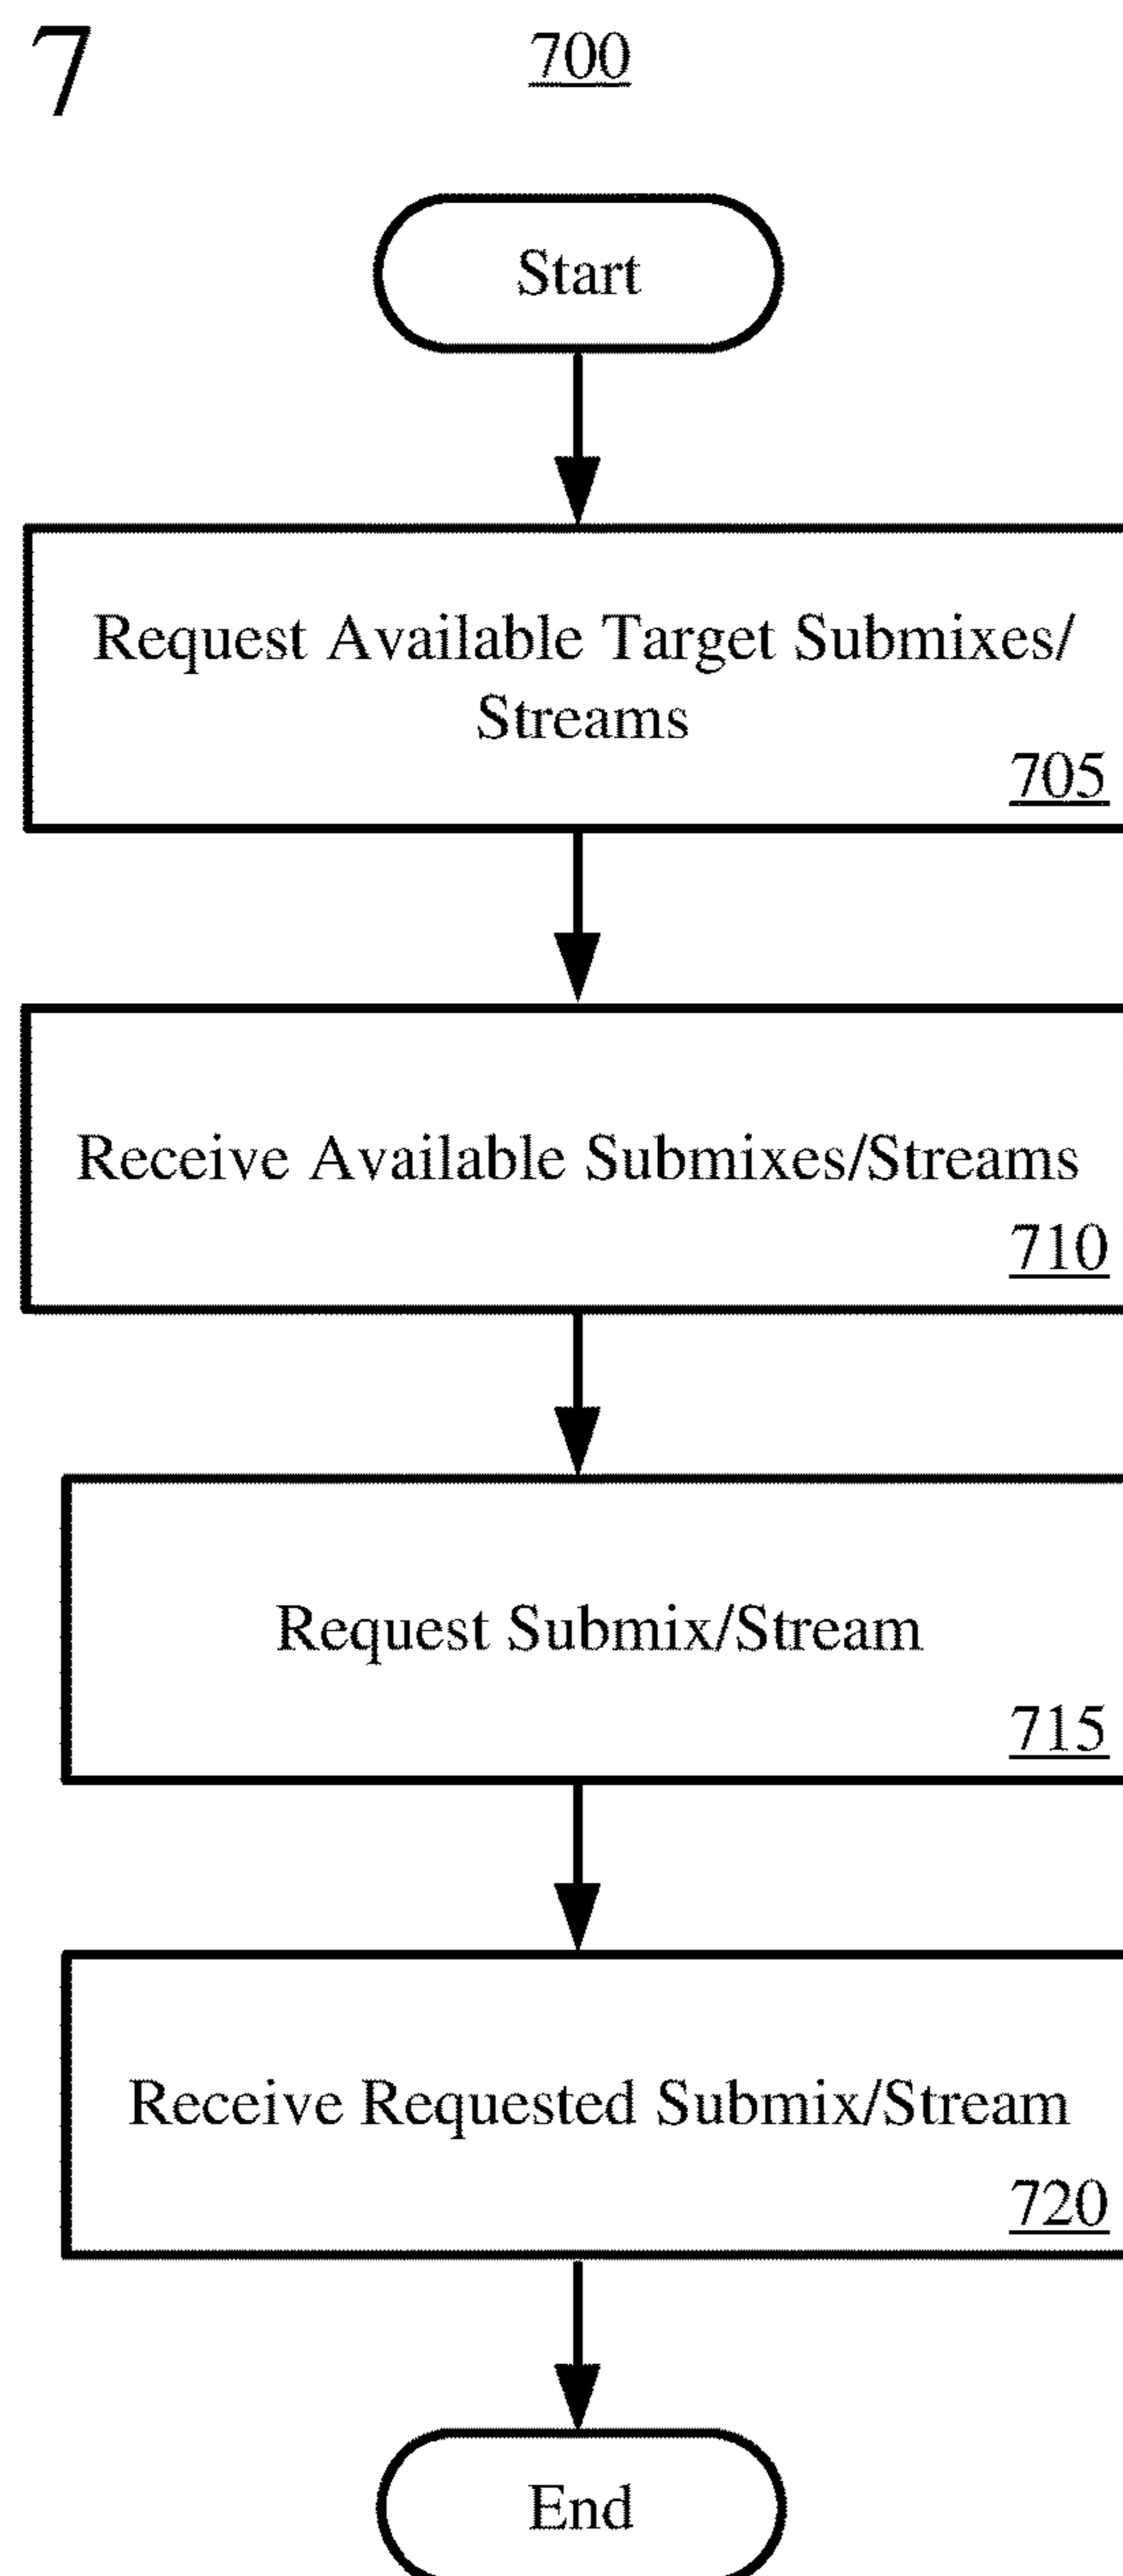 7
700
Start
Request Available Target Submixes/
Streams
705
Receive Available Submixes/Streams
710
Request Submix/Stream
715
Receive Requested Submix/Stream
720
End